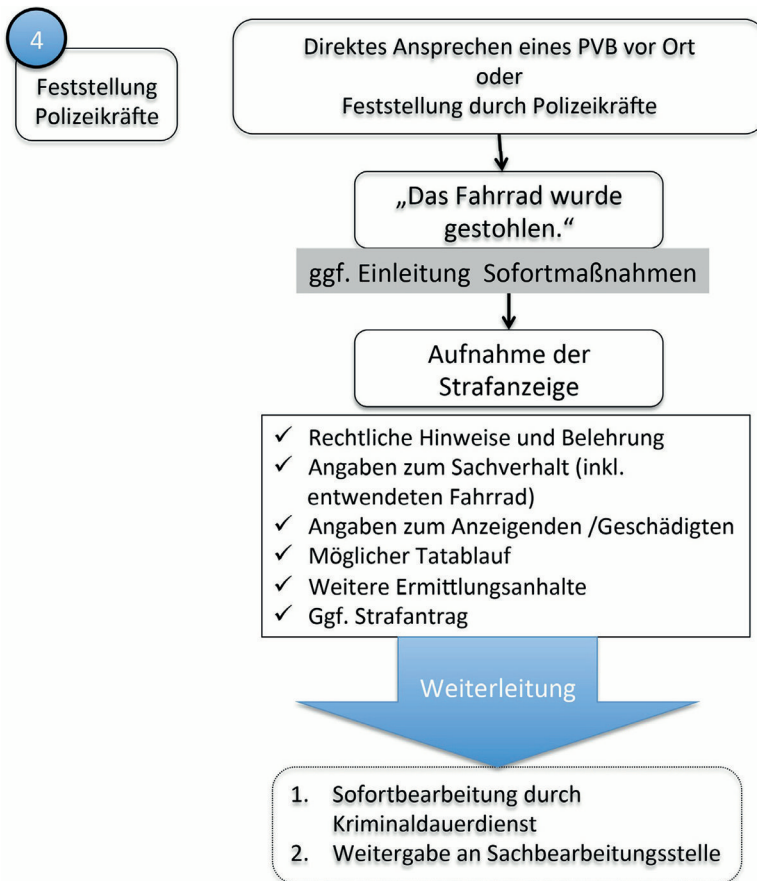 4
Feststellung
Polizeikräfte
Direktes Ansprechen eines PVB vor Ort
oder
Feststellung durch Polizeikräfte
„Das Fahrrad wurde
gestohlen.“
ggf. Einleitung Sofortmaßnahmen
Aufnahme der
Strafanzeige
✓ Rechtliche Hinweise und Belehrung
✓ Angaben zum Sachverhalt (inkl.
entwendeten Fahrrad)
✓ Angaben zum Anzeigenden /Geschädigten
✓ Möglicher Tatablauf
✓ Weitere Ermittlungsanhalte
✓ Ggf. Strafantrag
Weiterleitung
1. Sofortbearbeitung durch
Kriminaldauerdienst
2. Weitergabe an Sachbearbeitungsstelle